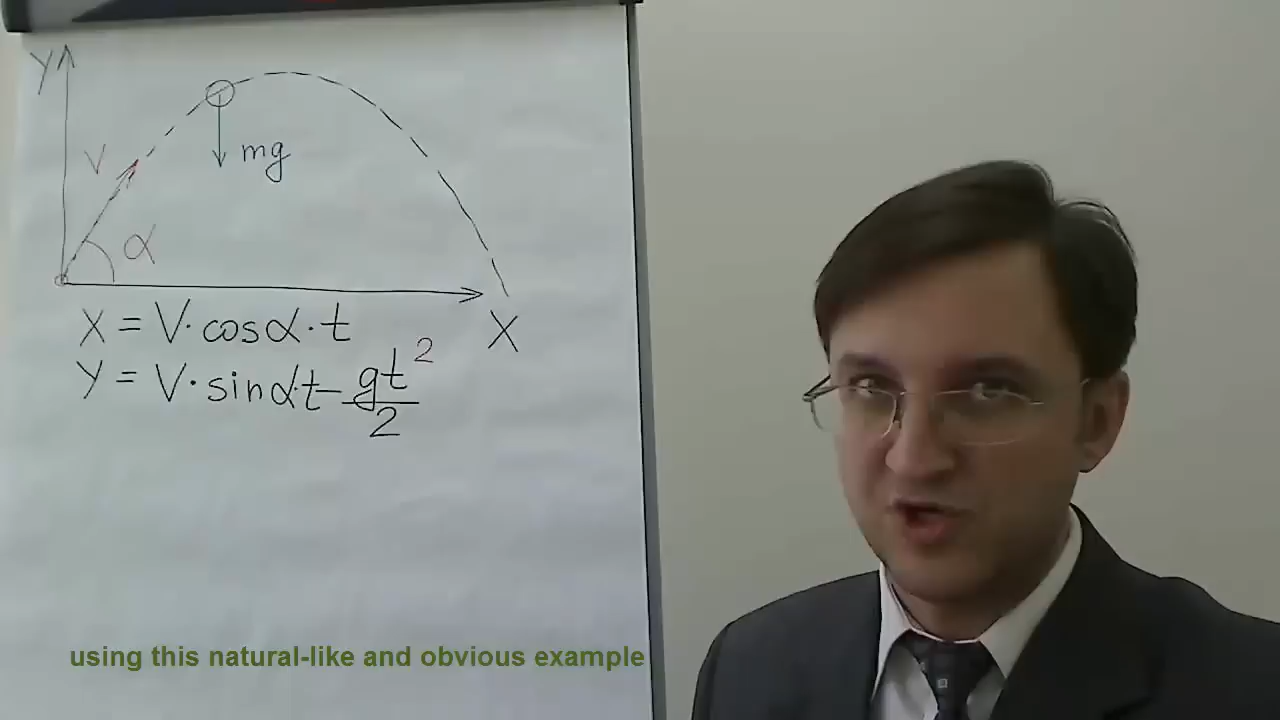 Y
V
mg
α
X = V·cosα·t
X
Y = V·sinα·t - gt²/2
using this natural-like and obvious example